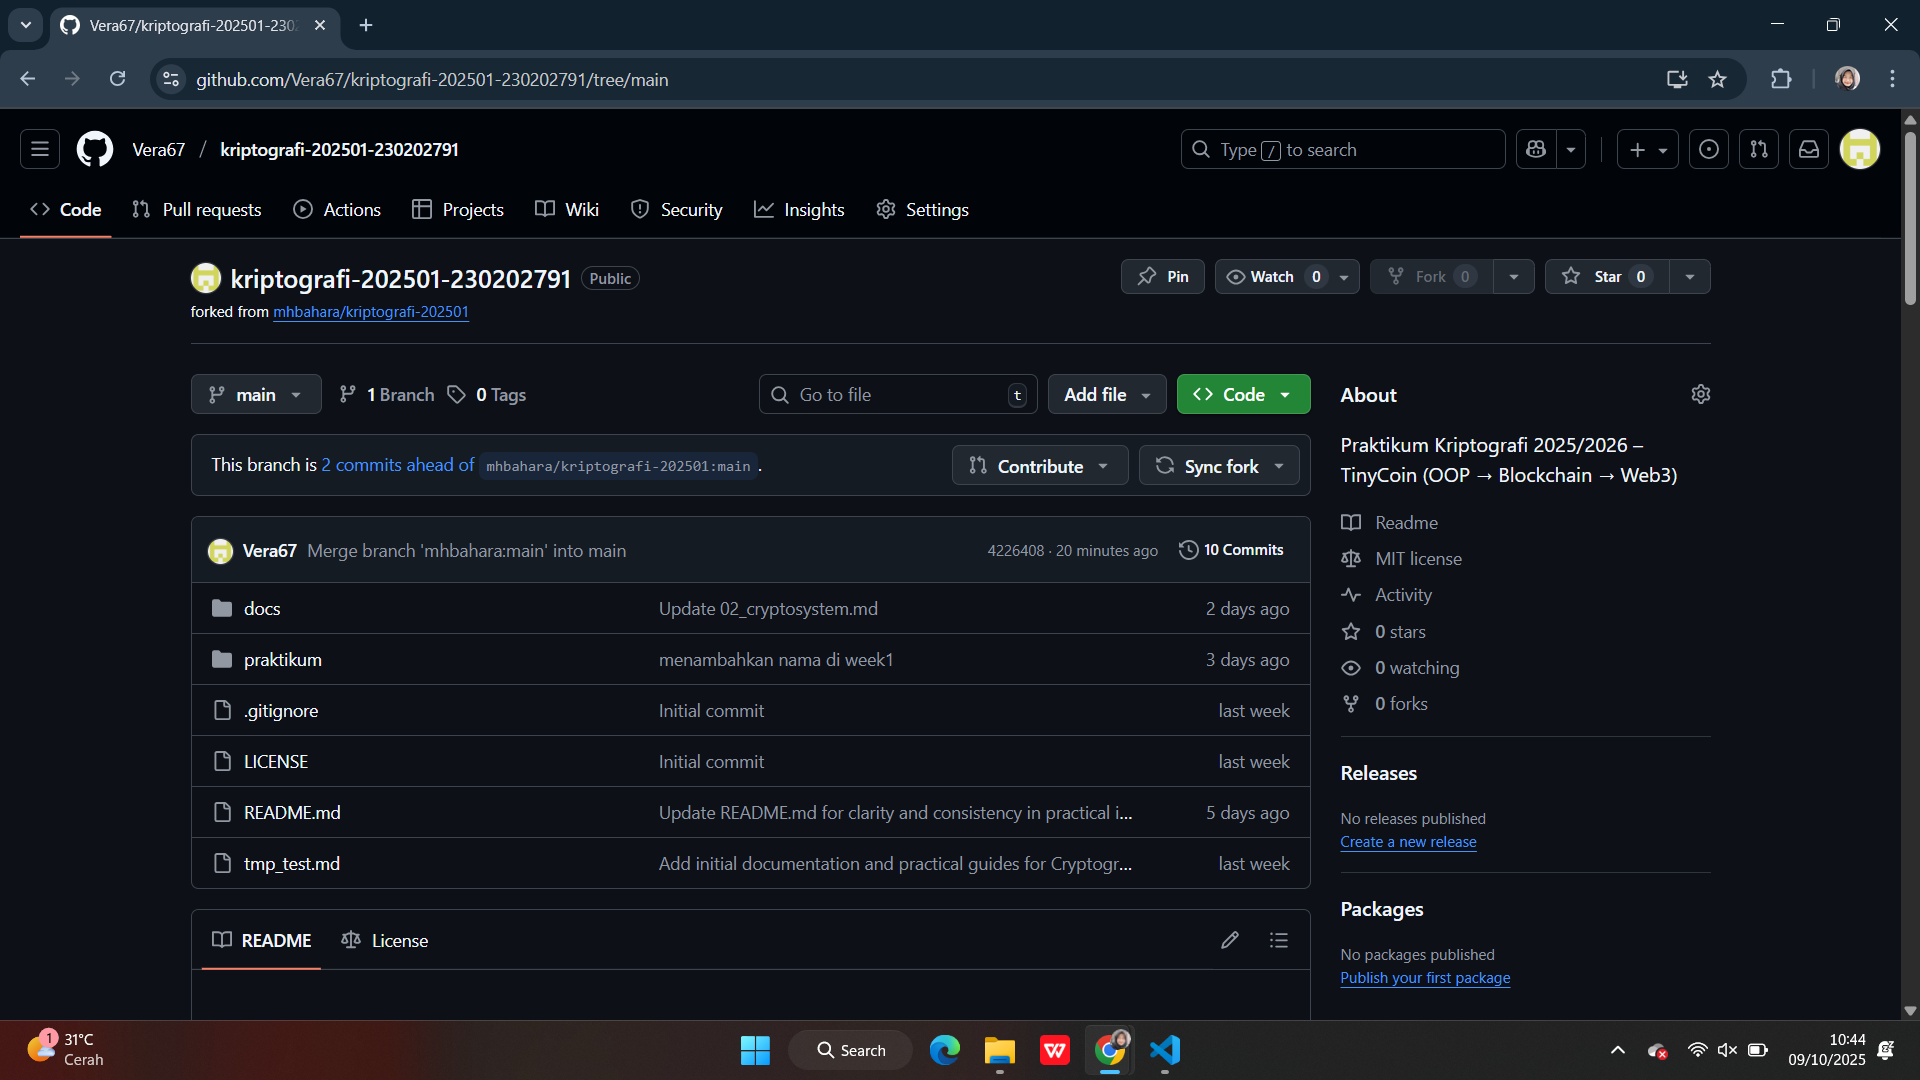 Vera67/kriptografi-202501-230
github.com/Vera67/kriptografi-202501-230202791/tree/main
Vera67 / kriptografi-202501-230202791
Type / to search
Code
Pull requests
Actions
Projects
Wiki
Security
Insights
Settings
kriptografi-202501-230202791
Public
Pin
Watch 0
Fork 0
Star 0
forked from mhbahara/kriptografi-202501
main
1 Branch
0 Tags
Go to file
t
Add file
Code
This branch is 2 commits ahead of mhbahara/kriptografi-202501:main .
Contribute
Sync fork
Vera67 Merge branch 'mhbahara:main' into main
4226408 · 20 minutes ago
10 Commits
docs
Update 02_cryptosystem.md
2 days ago
praktikum
menambahkan nama di week1
3 days ago
.gitignore
Initial commit
last week
LICENSE
Initial commit
last week
README.md
Update README.md for clarity and consistency in practical i...
5 days ago
tmp_test.md
Add initial documentation and practical guides for Cryptogr...
last week
README
License
About
Praktikum Kriptografi 2025/2026 –
TinyCoin (OOP → Blockchain → Web3)
Readme
MIT license
Activity
0 stars
0 watching
0 forks
Releases
No releases published
Create a new release
Packages
No packages published
Publish your first package
1
31°C
Cerah
Search
W
10:44
09/10/2025